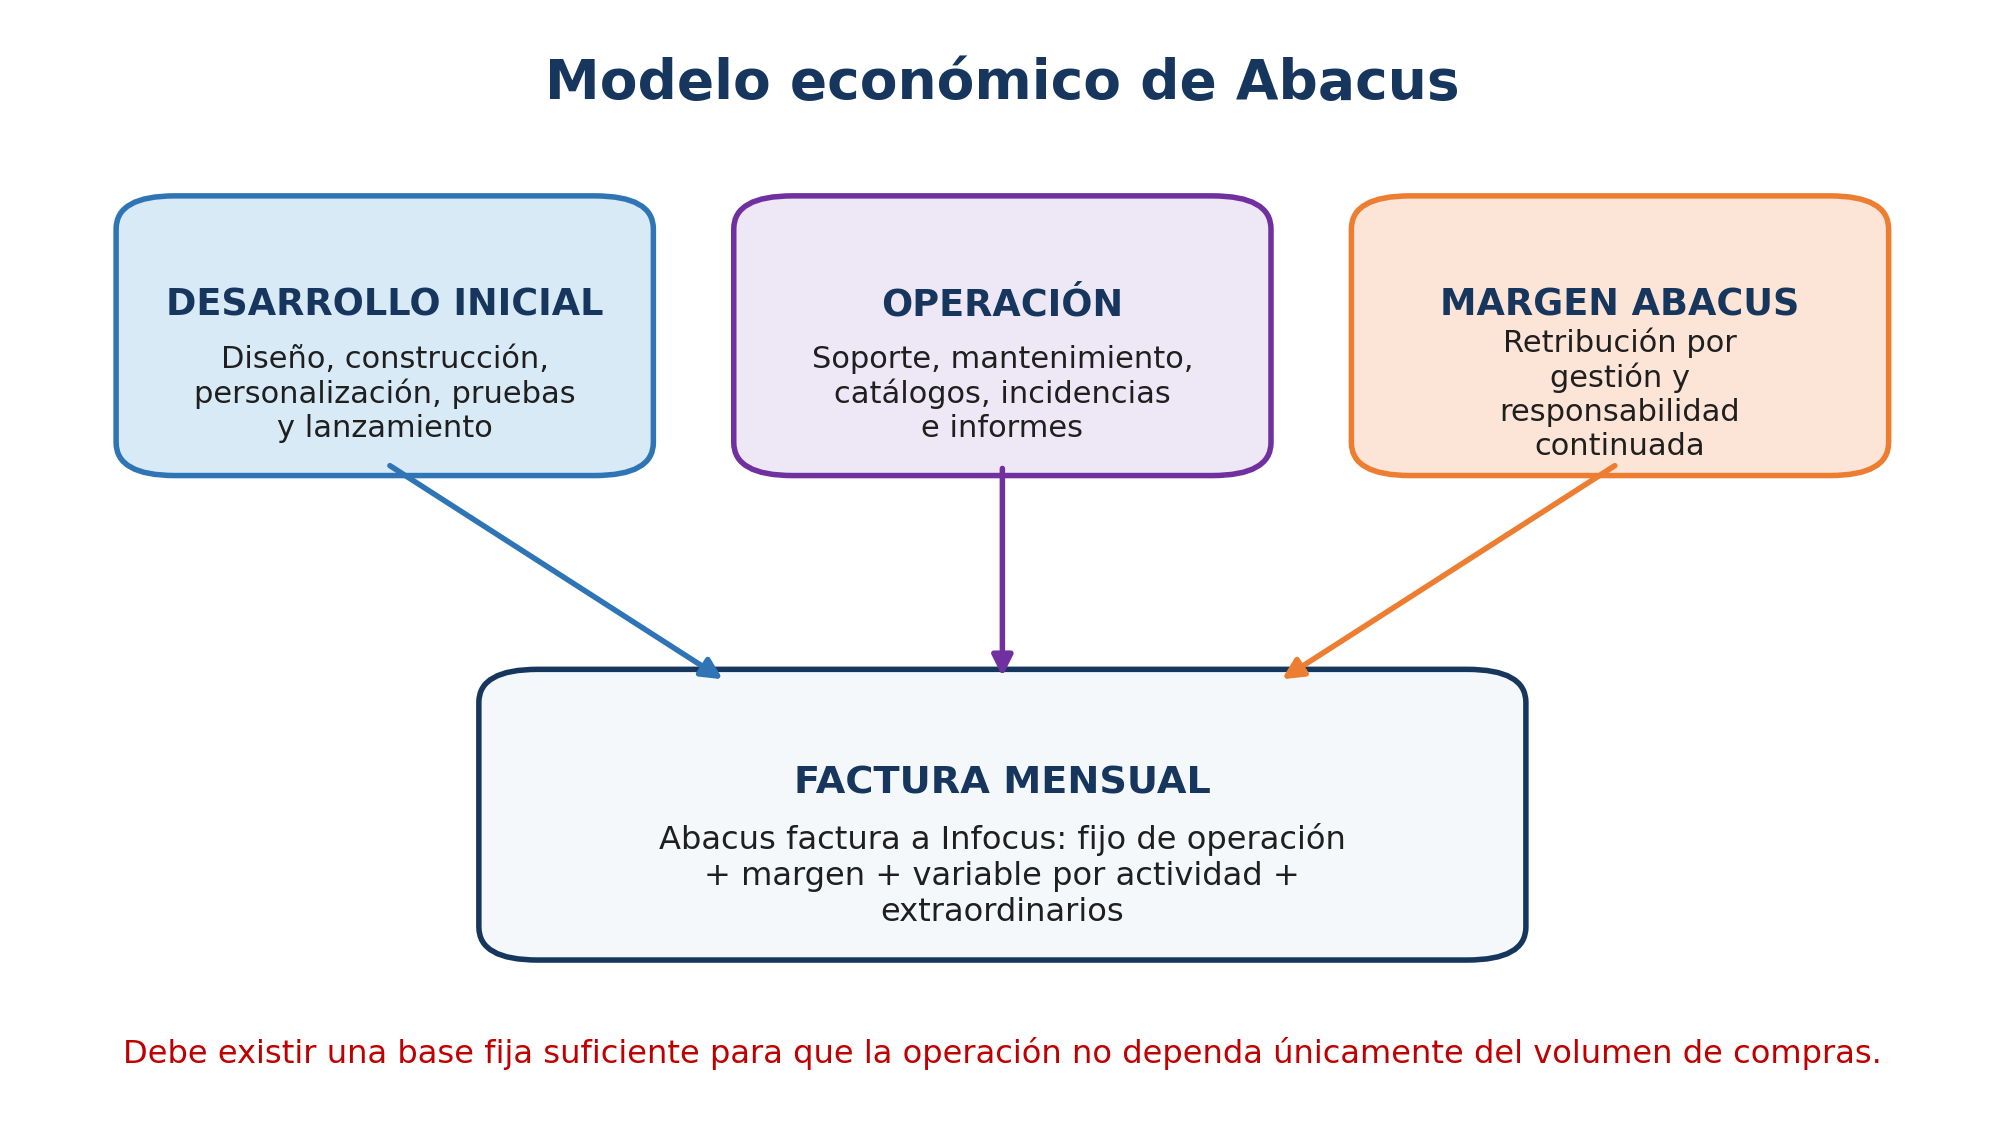 Modelo económico de Abacus
DESARROLLO INICIAL
Diseño, construcción,
personalización, pruebas
y lanzamiento
OPERACIÓN
Soporte, mantenimiento,
catálogos, incidencias
e informes
MARGEN ABACUS
Retribución por
gestión y
responsabilidad
continuada
FACTURA MENSUAL
Abacus factura a Infocus: fijo de operación
+ margen + variable por actividad +
extraordinarios
Debe existir una base fija suficiente para que la operación no dependa únicamente del volumen de compras.